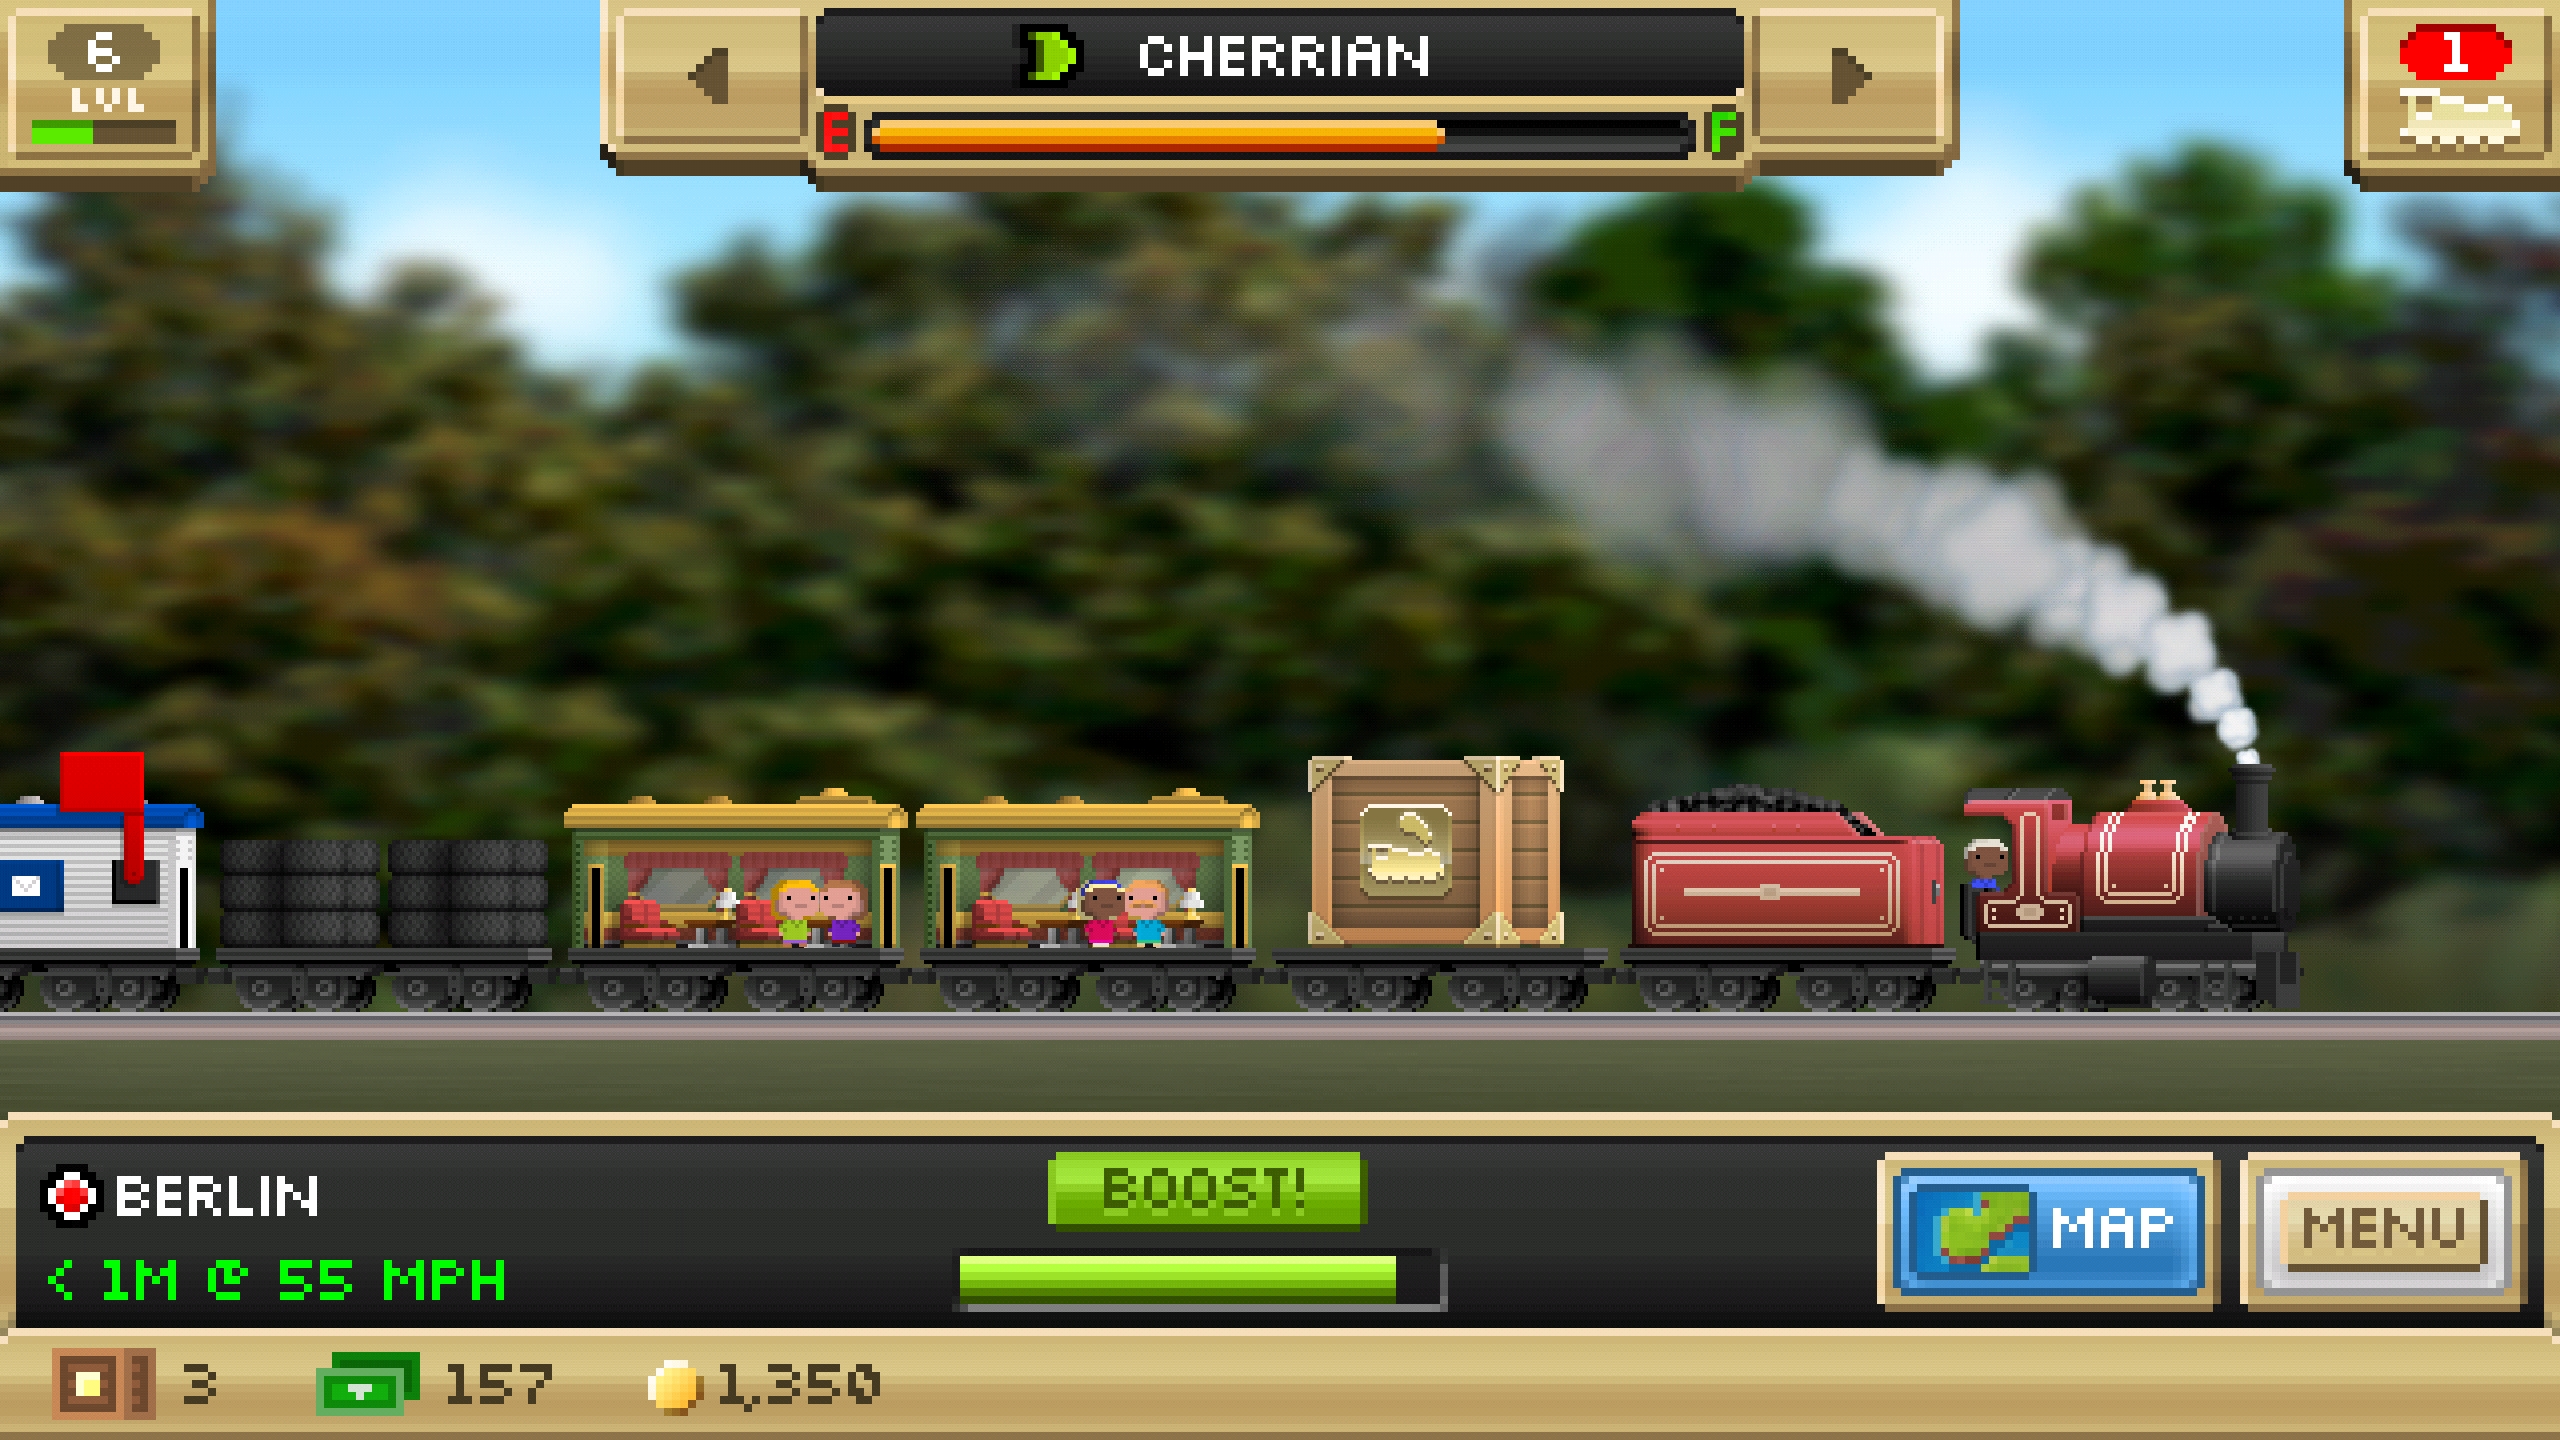 6
LVL
CHERRIAN
E
F
1
BERLIN
< 1M @ 55 MPH
BOOST!
MAP
MENU
3
157
1,350